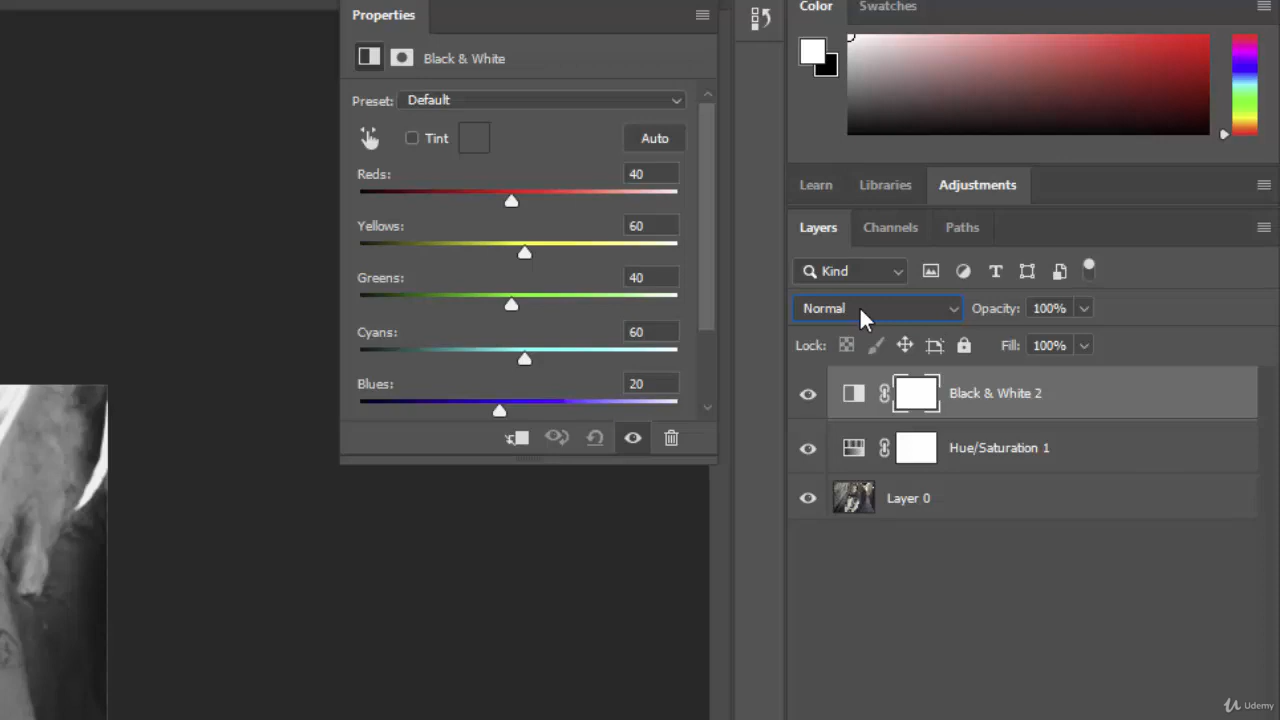 Properties
Black & White
Preset: Default
Tint
Auto
Reds: 40
Yellows: 60
Greens: 40
Cyans: 60
Blues: 20
Color Swatches
Learn Libraries Adjustments
Layers Channels Paths
Kind
Normal Opacity: 100%
Lock: Fill: 100%
Black & White 2
Hue/Saturation 1
Layer 0
Udemy